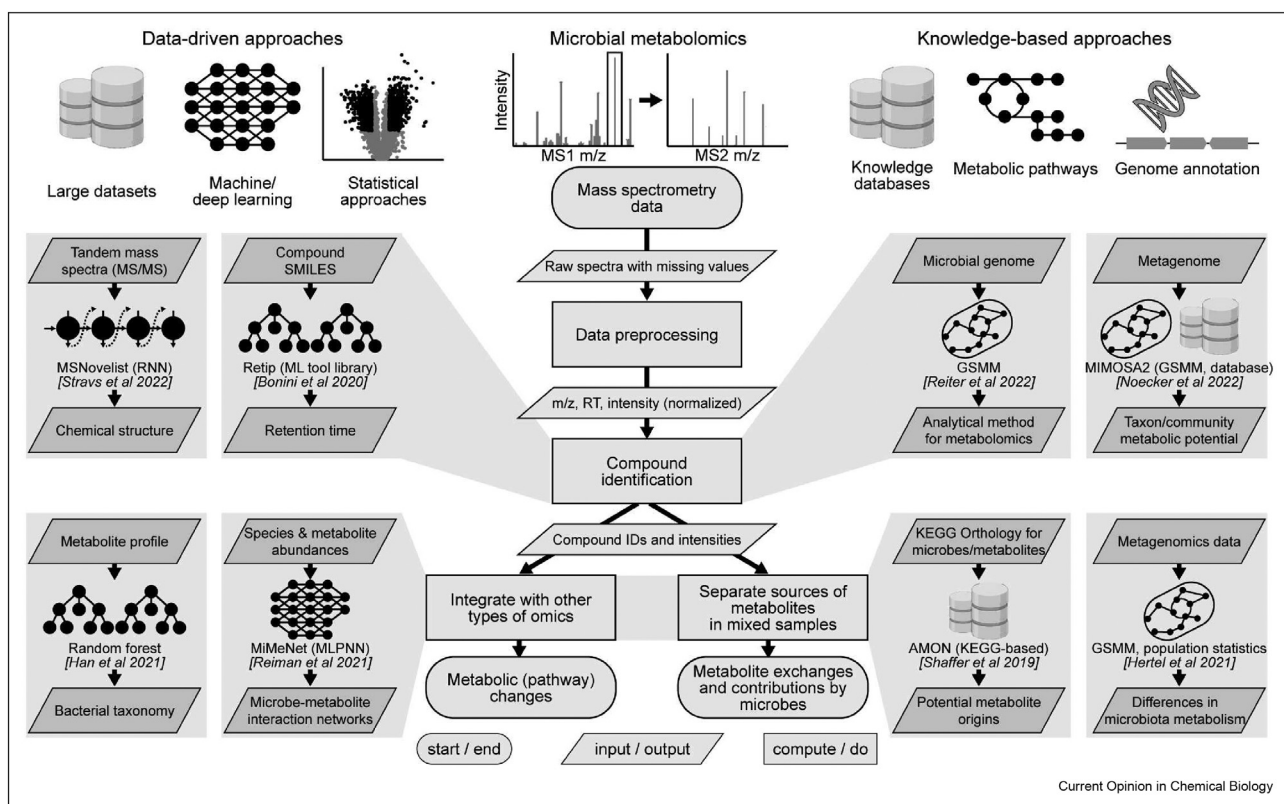 Data-driven approaches
Microbial metabolomics
Knowledge-based approaches
Large datasets
Machine/
deep learning
Statistical
approaches
Intensity
MS1 m/z
MS2 m/z
Knowledge
databases
Metabolic pathways
Genome annotation
Mass spectrometry
data
Raw spectra with missing values
Data preprocessing
m/z, RT, intensity (normalized)
Compound
identification
Compound IDs and intensities
Integrate with other
types of omics
Separate sources of
metabolites
in mixed samples
Metabolic (pathway)
changes
Metabolite exchanges
and contributions by
microbes
Tandem mass
spectra (MS/MS)
MSNovelist (RNN)
[Stravs et al 2022]
Chemical structure
Compound
SMILES
Retip (ML tool library)
[Bonini et al 2020]
Retention time
Microbial genome
GSMM
[Reiter et al 2022]
Analytical method
for metabolomics
Metagenome
MIMOSA2 (GSMM, database)
[Noecker et al 2022]
Taxon/community
metabolic potential
Metabolite profile
Random forest
[Han et al 2021]
Bacterial taxonomy
Species & metabolite
abundances
MiMeNet (MLPNN)
[Reiman et al 2021]
Microbe-metabolite
interaction networks
KEGG Orthology for
microbes/metabolites
AMON (KEGG-based)
[Shaffer et al 2019]
Potential metabolite
origins
Metagenomics data
GSMM, population statistics
[Hertel et al 2021]
Differences in
microbiota metabolism
start / end
input / output
compute / do
Current Opinion in Chemical Biology